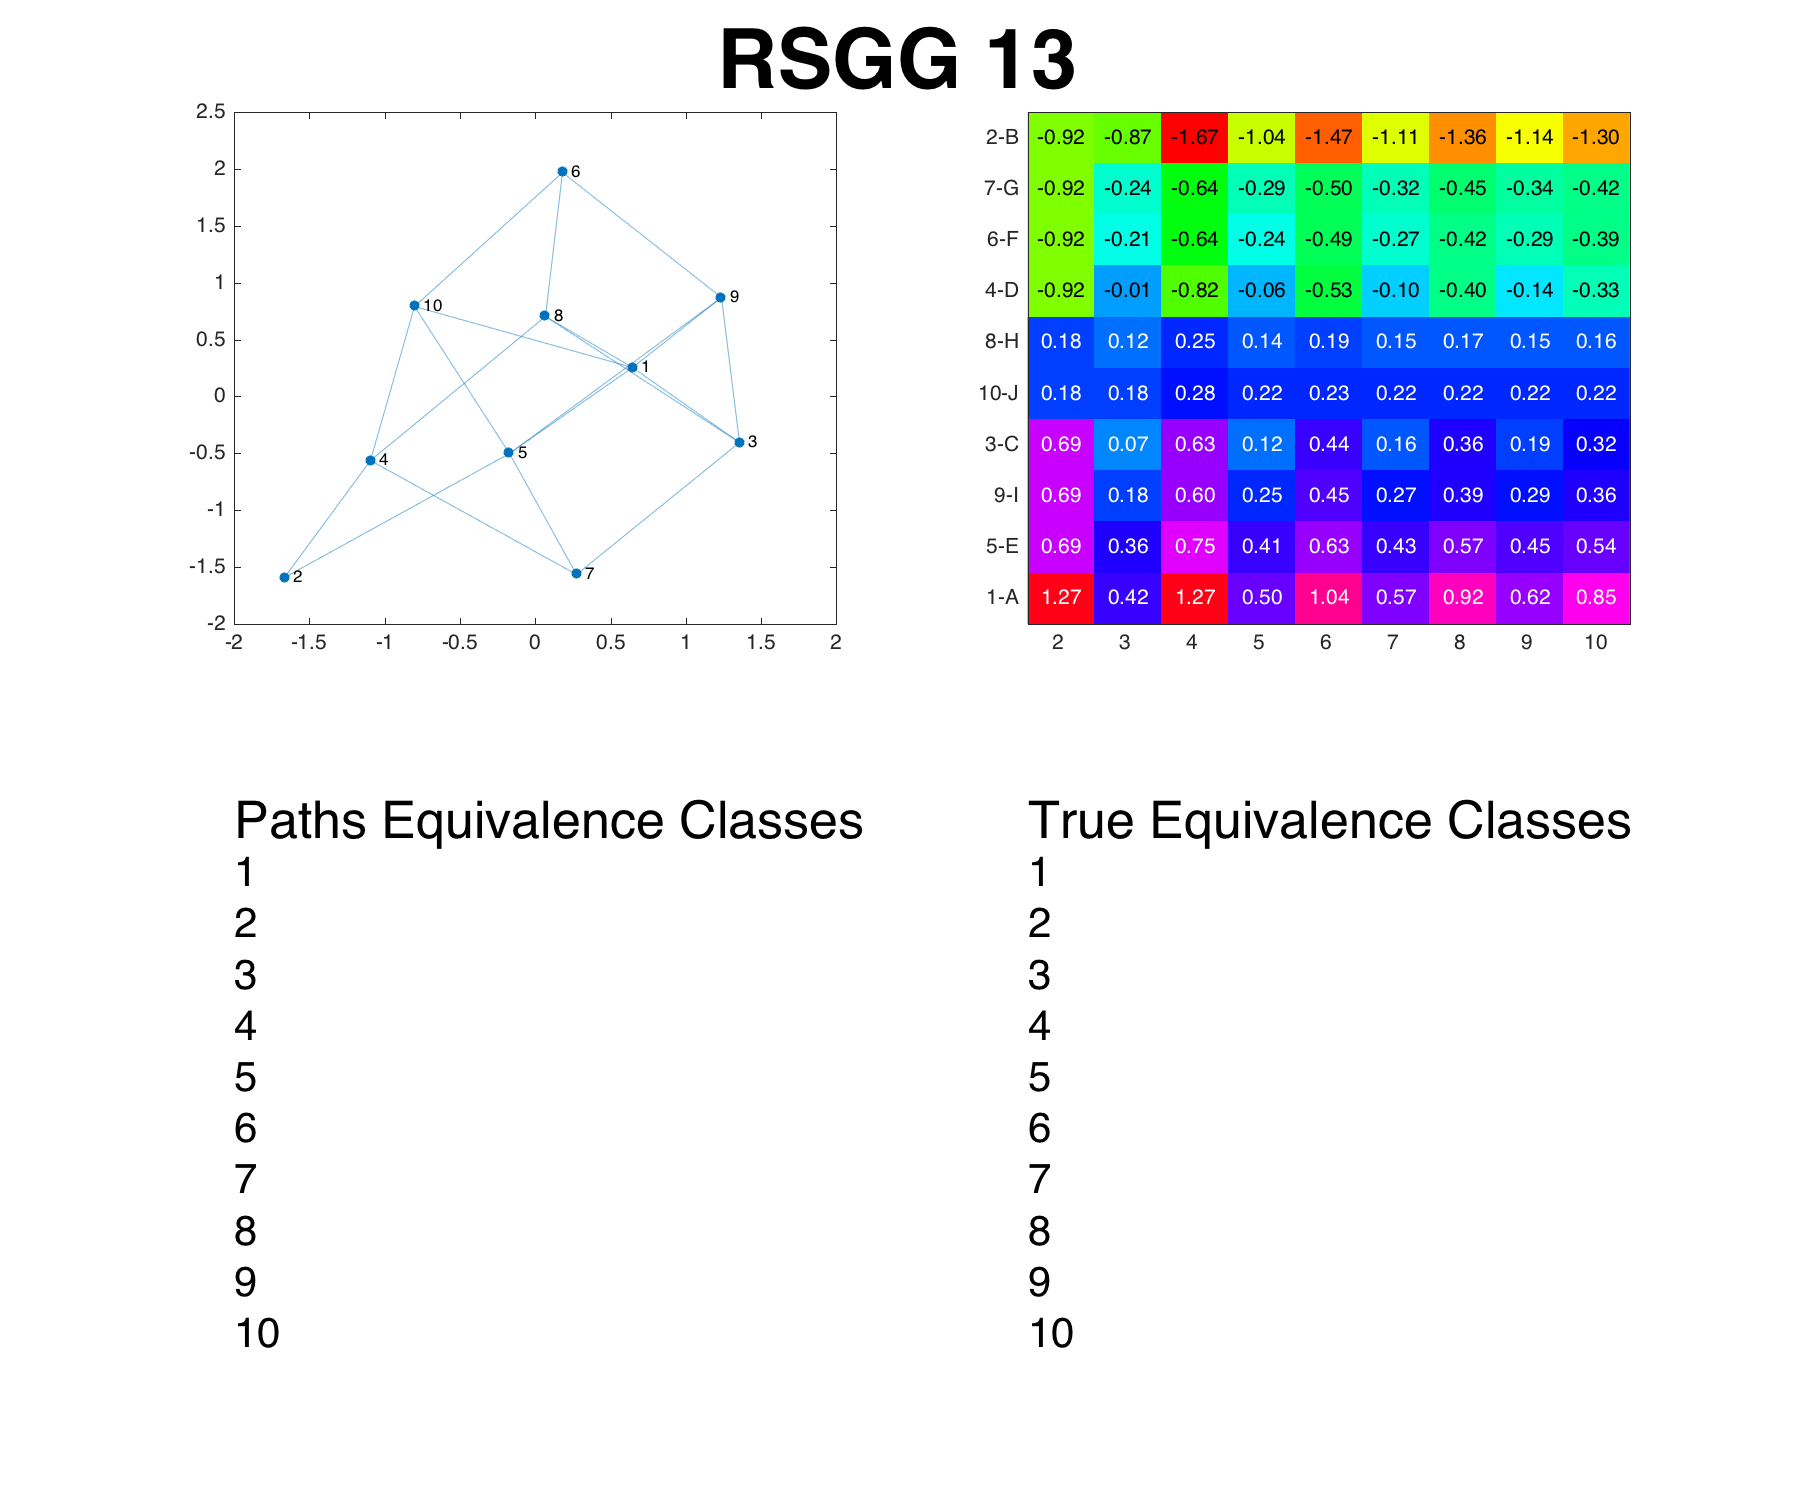 RSGG 13
2.5
2
1.5
1
0.5
0
-0.5
-1
-1.5
-2
-2 -1.5 -1 -0.5 0 0.5 1 1.5 2
6
10
9
8
1
3
5
4
2
7
2-B -0.92 -0.87 -1.67 -1.04 -1.47 -1.11 -1.36 -1.14 -1.30
7-G -0.92 -0.24 -0.64 -0.29 -0.50 -0.32 -0.45 -0.34 -0.42
6-F -0.92 -0.21 -0.64 -0.24 -0.49 -0.27 -0.42 -0.29 -0.39
4-D -0.92 -0.01 -0.82 -0.06 -0.53 -0.10 -0.40 -0.14 -0.33
8-H 0.18 0.12 0.25 0.14 0.19 0.15 0.17 0.15 0.16
10-J 0.18 0.18 0.28 0.22 0.23 0.22 0.22 0.22 0.22
3-C 0.69 0.07 0.63 0.12 0.44 0.16 0.36 0.19 0.32
9-I 0.69 0.18 0.60 0.25 0.45 0.27 0.39 0.29 0.36
5-E 0.69 0.36 0.75 0.41 0.63 0.43 0.57 0.45 0.54
1-A 1.27 0.42 1.27 0.50 1.04 0.57 0.92 0.62 0.85
2 3 4 5 6 7 8 9 10
Paths Equivalence Classes
1
2
3
4
5
6
7
8
9
10
True Equivalence Classes
1
2
3
4
5
6
7
8
9
10